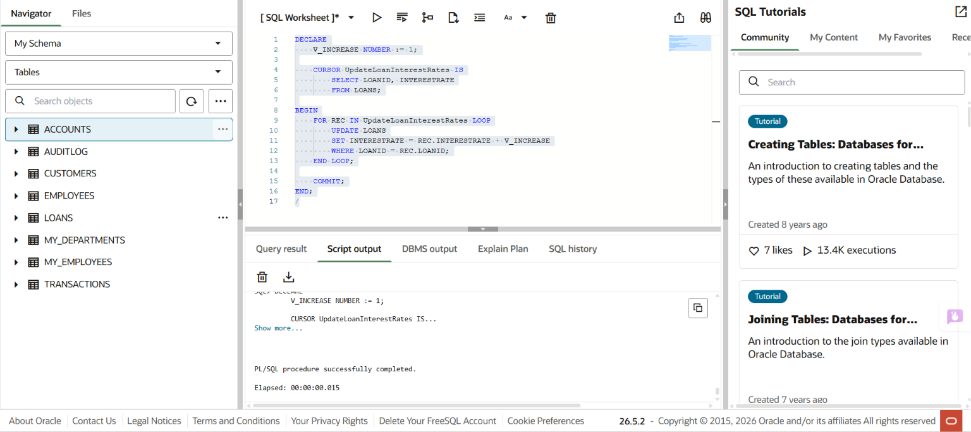 Navigator
Files
My Schema
Tables
Search objects
ACCOUNTS
AUDITLOG
CUSTOMERS
EMPLOYEES
LOANS
MY_DEPARTMENTS
MY_EMPLOYEES
TRANSACTIONS
[ SQL Worksheet ]*
Aa
1 DECLARE
2 V_INCREASE NUMBER := 1;
3
4 CURSOR UpdateLoanInterestRates IS
5 SELECT LOANID, INTERESTRATE
6 FROM LOANS;
7
8 BEGIN
9 FOR REC IN UpdateLoanInterestRates LOOP
10 UPDATE LOANS
11 SET INTERESTRATE = REC.INTERESTRATE + V_INCREASE
12 WHERE LOANID = REC.LOANID;
13 END LOOP;
14
15 COMMIT;
16 END;
17 /
Query result
Script output
DBMS output
Explain Plan
SQL history
SQL> DECLARE
V_INCREASE NUMBER := 1;
CURSOR UpdateLoanInterestRates IS...
Show more...
PL/SQL procedure successfully completed.
Elapsed: 00:00:00.015
SQL Tutorials
Community
My Content
My Favorites
Rece
Search
Tutorial
Creating Tables: Databases for...
An introduction to creating tables and the
types of these available in Oracle Database.
Created 8 years ago
7 likes
13.4K executions
Tutorial
Joining Tables: Databases for...
An introduction to the join types available in
Oracle Database.
Created 7 years ago
About Oracle
Contact Us
Legal Notices
Terms and Conditions
Your Privacy Rights
Delete Your FreeSQL Account
Cookie Preferences
26.5.2 - Copyright © 2015, 2026 Oracle and/or its affiliates All rights reserved